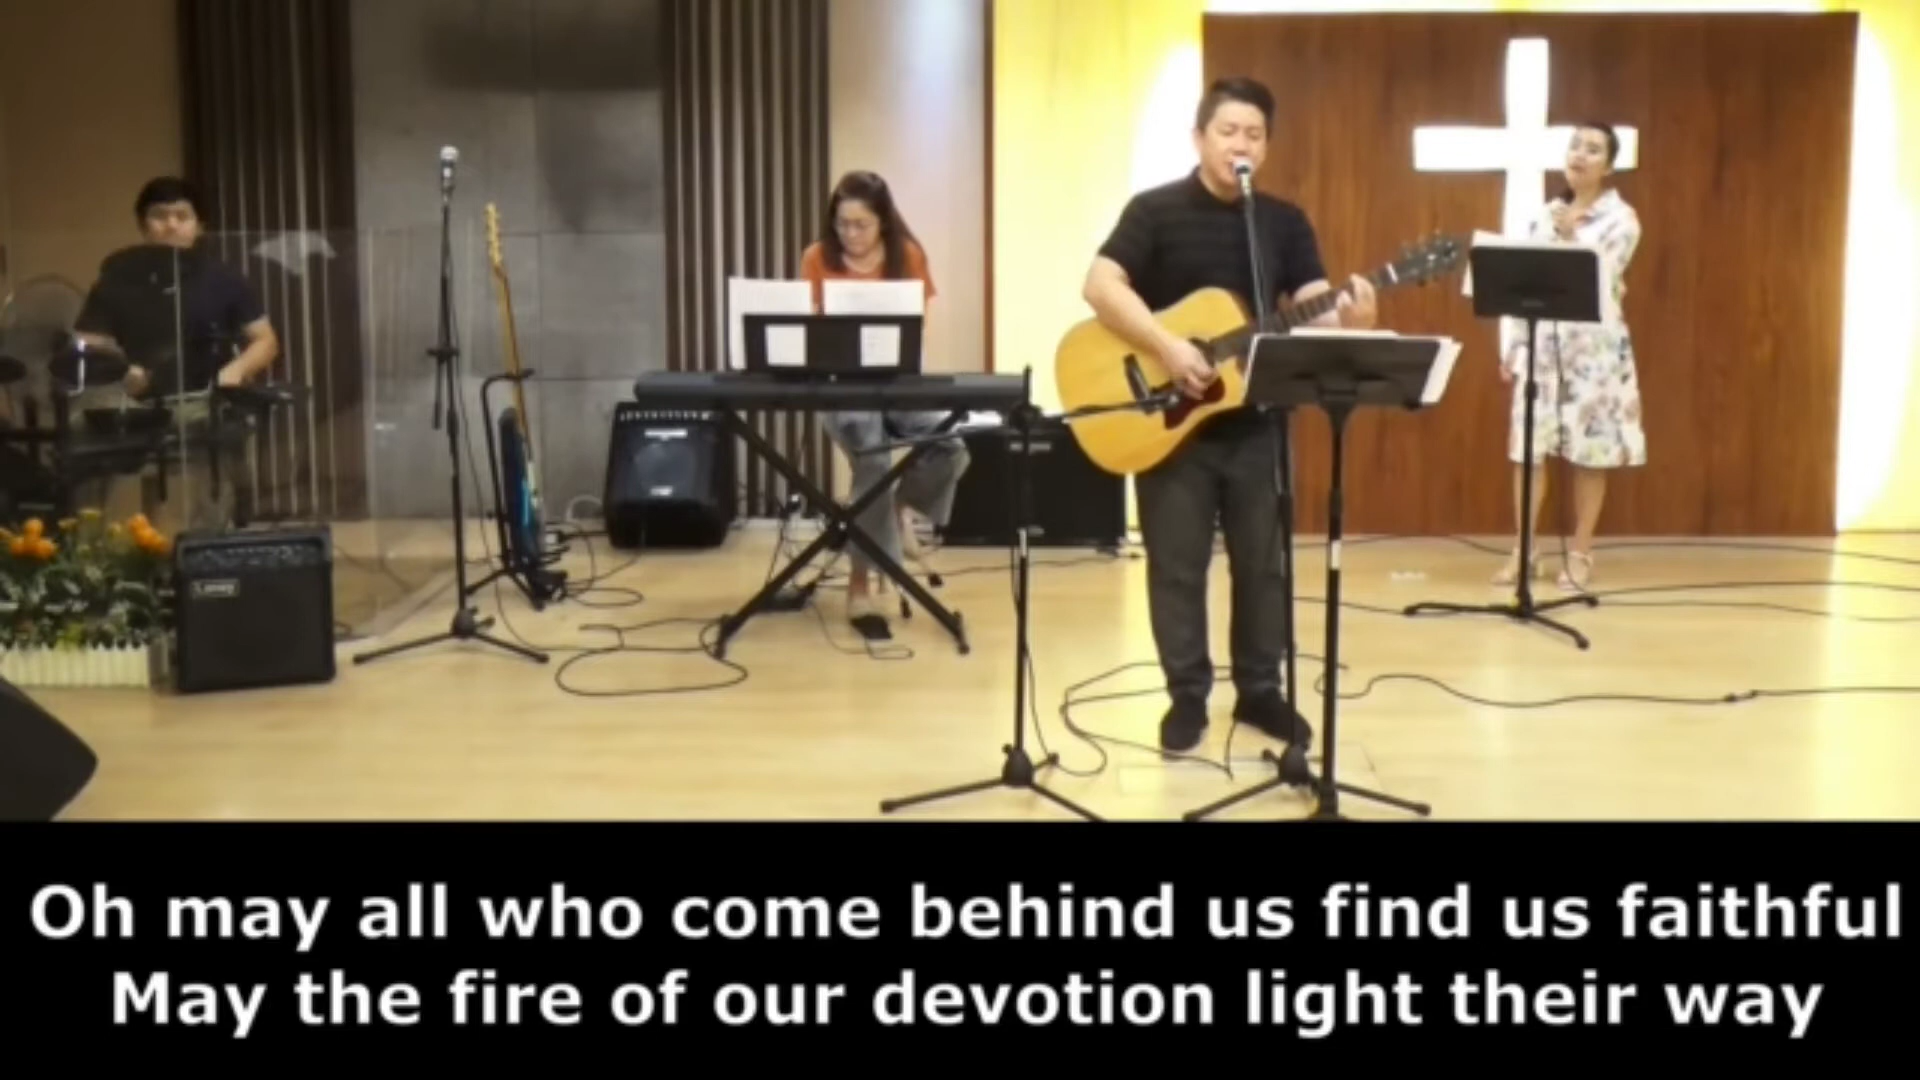 Laney
Oh may all who come behind us find us faithful
May the fire of our devotion light their way